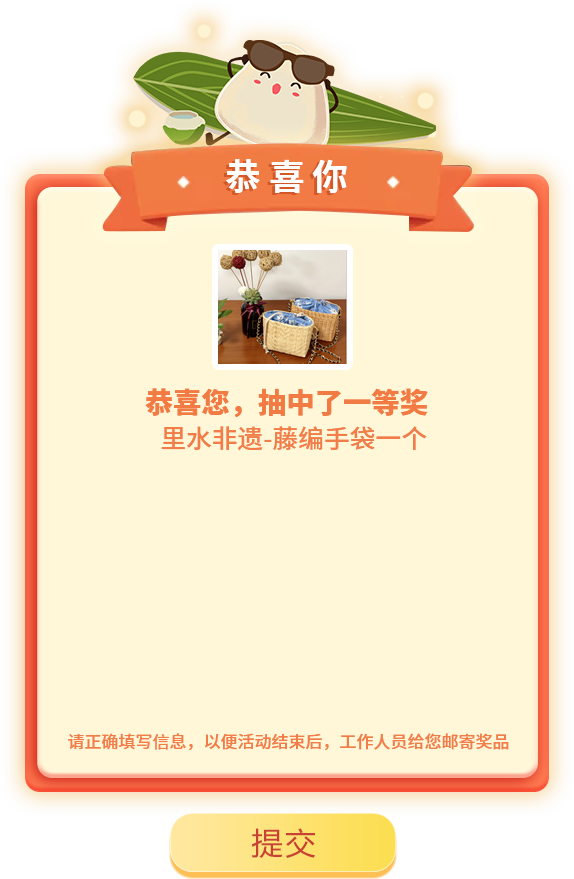 恭喜你
恭喜您，抽中了一等奖
里水非遗-藤编手袋一个
请正确填写信息，以便活动结束后，工作人员给您邮寄奖品
提交